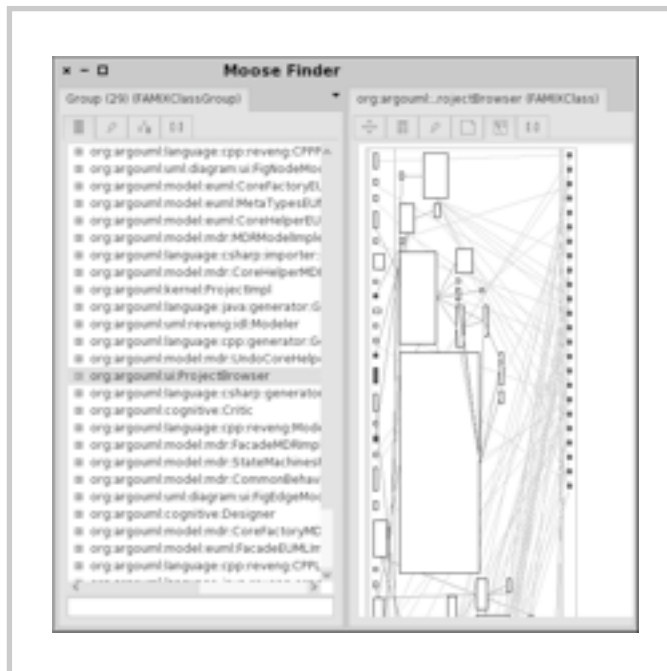 Moose Finder
Group (29) (FAMIXClassGroup)
org:argouml:..rojectBrowser (FAMIXClass)
org:argouml:language:cpp:reveng:CPPP
org:argouml:uml:diagram:ui:FigNodeMo
org:argouml:model:euml:CoreFactoryEU
org:argouml:model:euml:MetaTypesEUM
org:argouml:model:euml:CoreHelperEU
org:argouml:model:mdr:MDRModelImple
org:argouml:language:csharp:importer:
org:argouml:model:mdr:CoreHelperMDR
org:argouml:kernel:ProjectImpl
org:argouml:language:java:generator:G
org:argouml:uml:reveng:idl:Modeler
org:argouml:language:cpp:generator:G
org:argouml:model:mdr:UndoCoreHelp
org:argouml:ui:ProjectBrowser
org:argouml:language:csharp:generator
org:argouml:cognitive:Critic
org:argouml:language:cpp:reveng:Mode
org:argouml:model:mdr:FacadeMDRImp
org:argouml:model:mdr:StateMachines
org:argouml:model:mdr:CommonBehav
org:argouml:uml:diagram:ui:FigEdgeMo
org:argouml:cognitive:Designer
org:argouml:model:mdr:CoreFactoryMD
org:argouml:model:euml:FacadeEUMLIm
org:argouml:language:cpp:reveng:CPPL